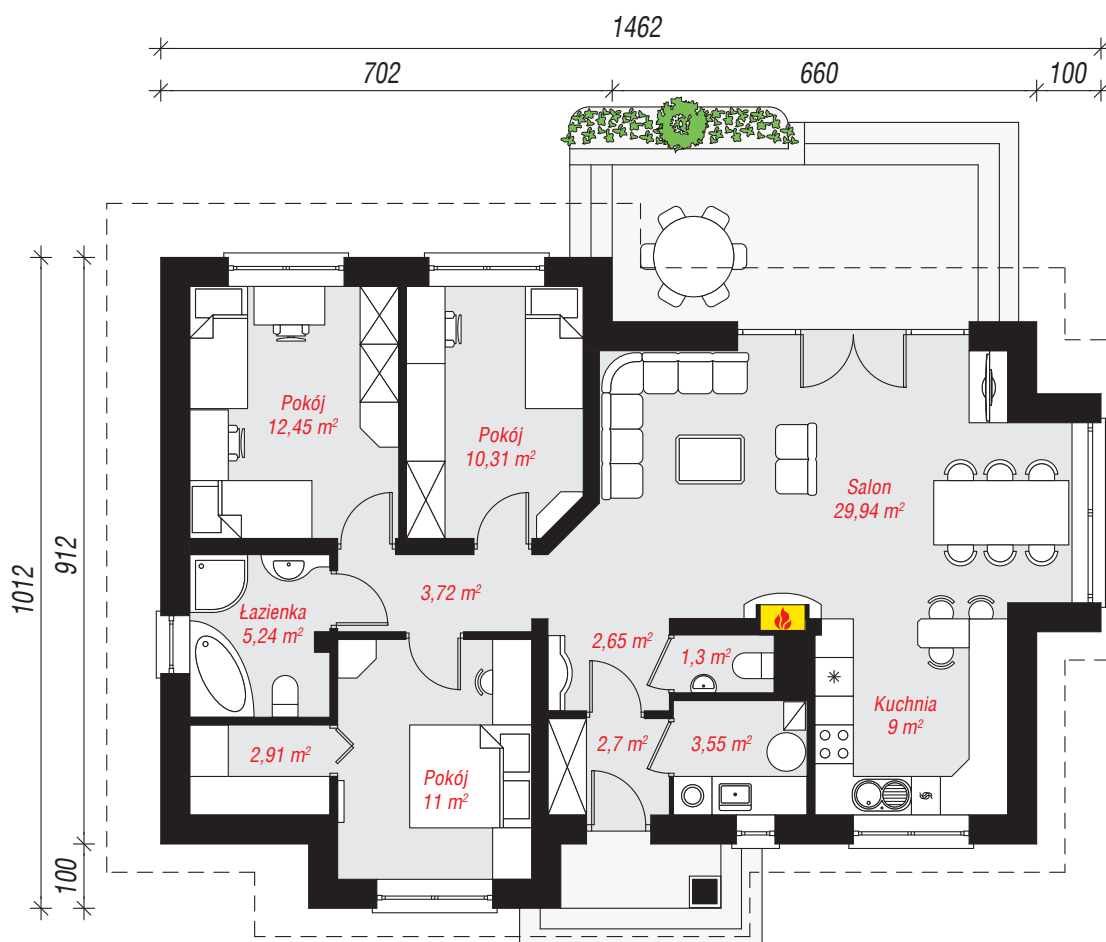 1462
702
660
100
1012
912
100
Pokój
12,45 m²
Pokój
10,31 m²
Salon
29,94 m²
3,72 m²
Łazienka
5,24 m²
2,65 m²
1,3 m²
Kuchnia
9 m²
2,91 m²
Pokój
11 m²
2,7 m²
3,55 m²